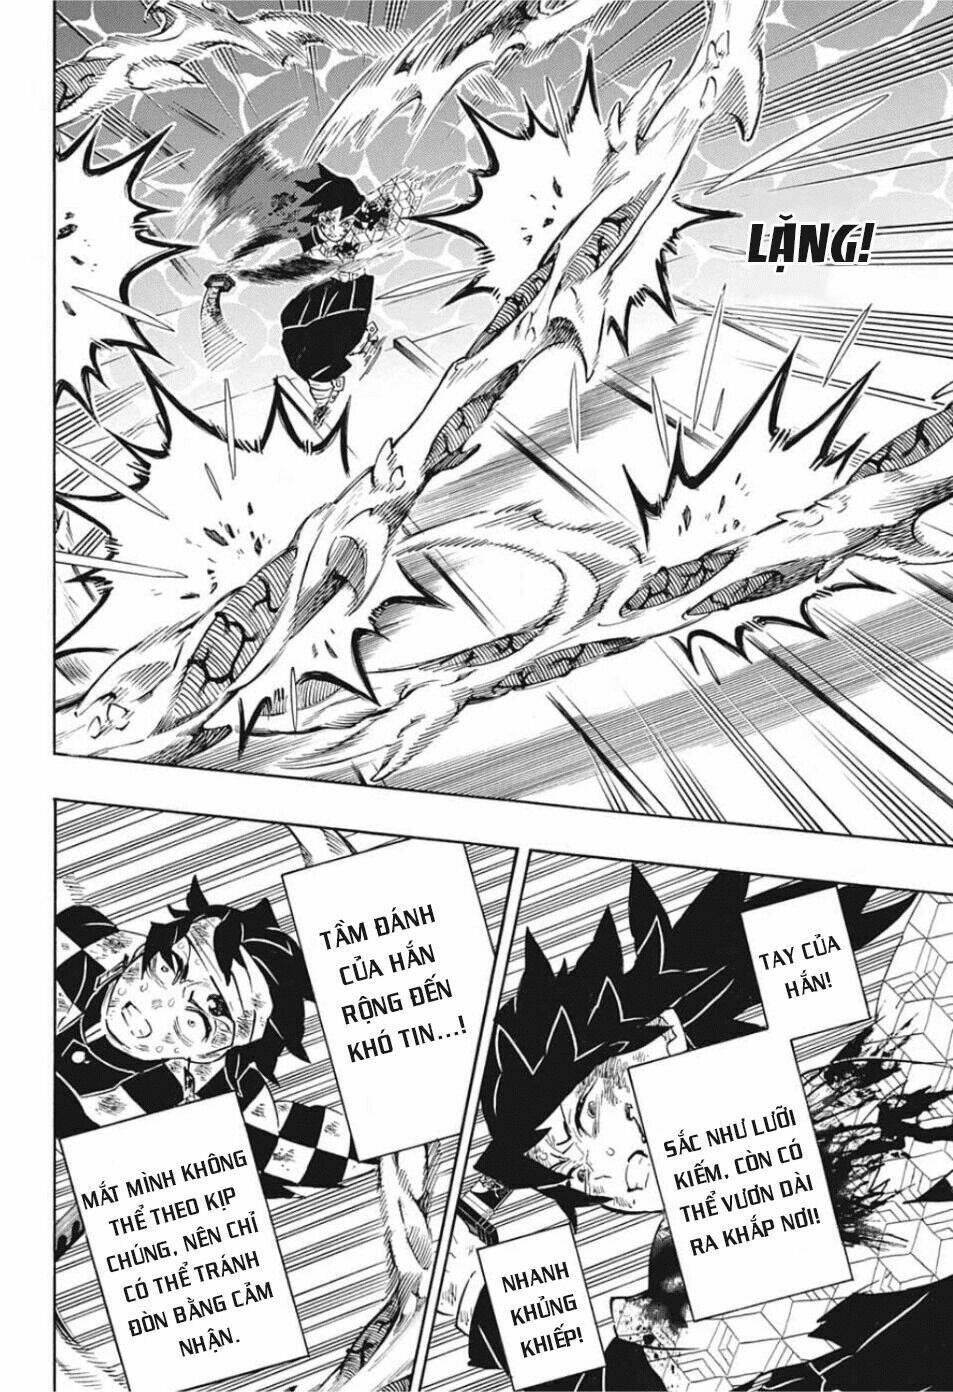 LẶNG!
TAY CỦA
HẮN!
SẮC NHƯ LƯỠI
KIẾM, CÒN CÓ
THỂ VƯƠN DÀI
RA KHẮP NƠI!
NHANH
KHỦNG
KHIẾP!
TẦM ĐÁNH
CỦA HẮN
RỘNG ĐẾN
KHÓ TIN...!
MẮT MÌNH KHÔNG
THỂ THEO KỊP
CHÚNG, NÊN CHỈ
CÓ THỂ TRÁNH
ĐÒN BẰNG CẢM
NHẬN.